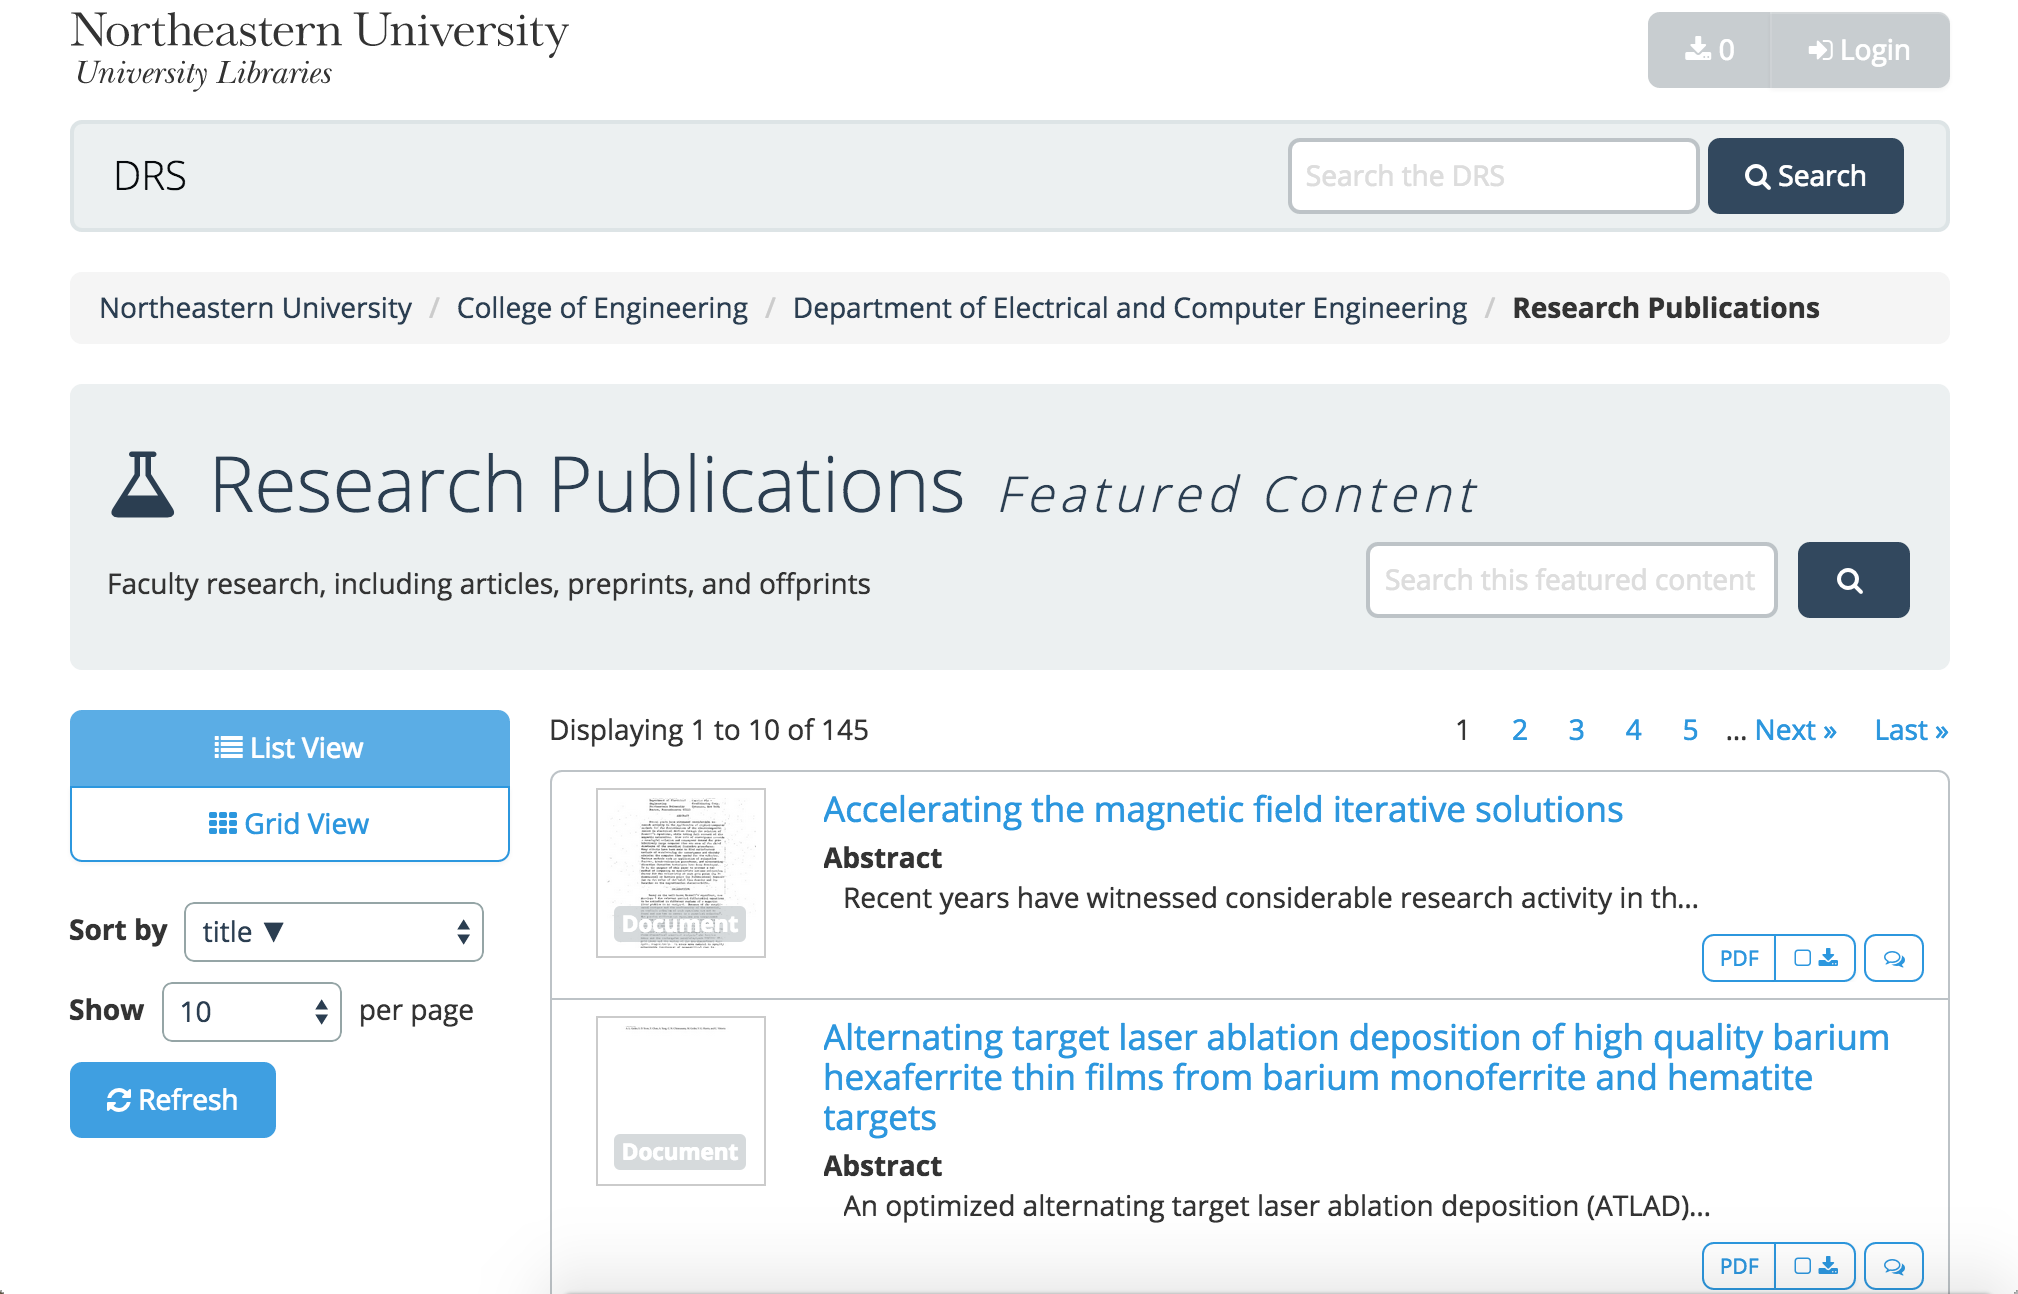 Northeastern University
University Libraries
0
Login
DRS
Search the DRS
Search
Northeastern University / College of Engineering / Department of Electrical and Computer Engineering / Research Publications
Research Publications Featured Content
Faculty research, including articles, preprints, and offprints
Search this featured content
List View
Grid View
Sort by title ▼
Show 10 per page
Refresh
Displaying 1 to 10 of 145
1 2 3 4 5 ... Next » Last »
Document
Accelerating the magnetic field iterative solutions
Abstract
Recent years have witnessed considerable research activity in th...
PDF
Document
Alternating target laser ablation deposition of high quality barium
hexaferrite thin films from barium monoferrite and hematite
targets
Abstract
An optimized alternating target laser ablation deposition (ATLAD)...
PDF